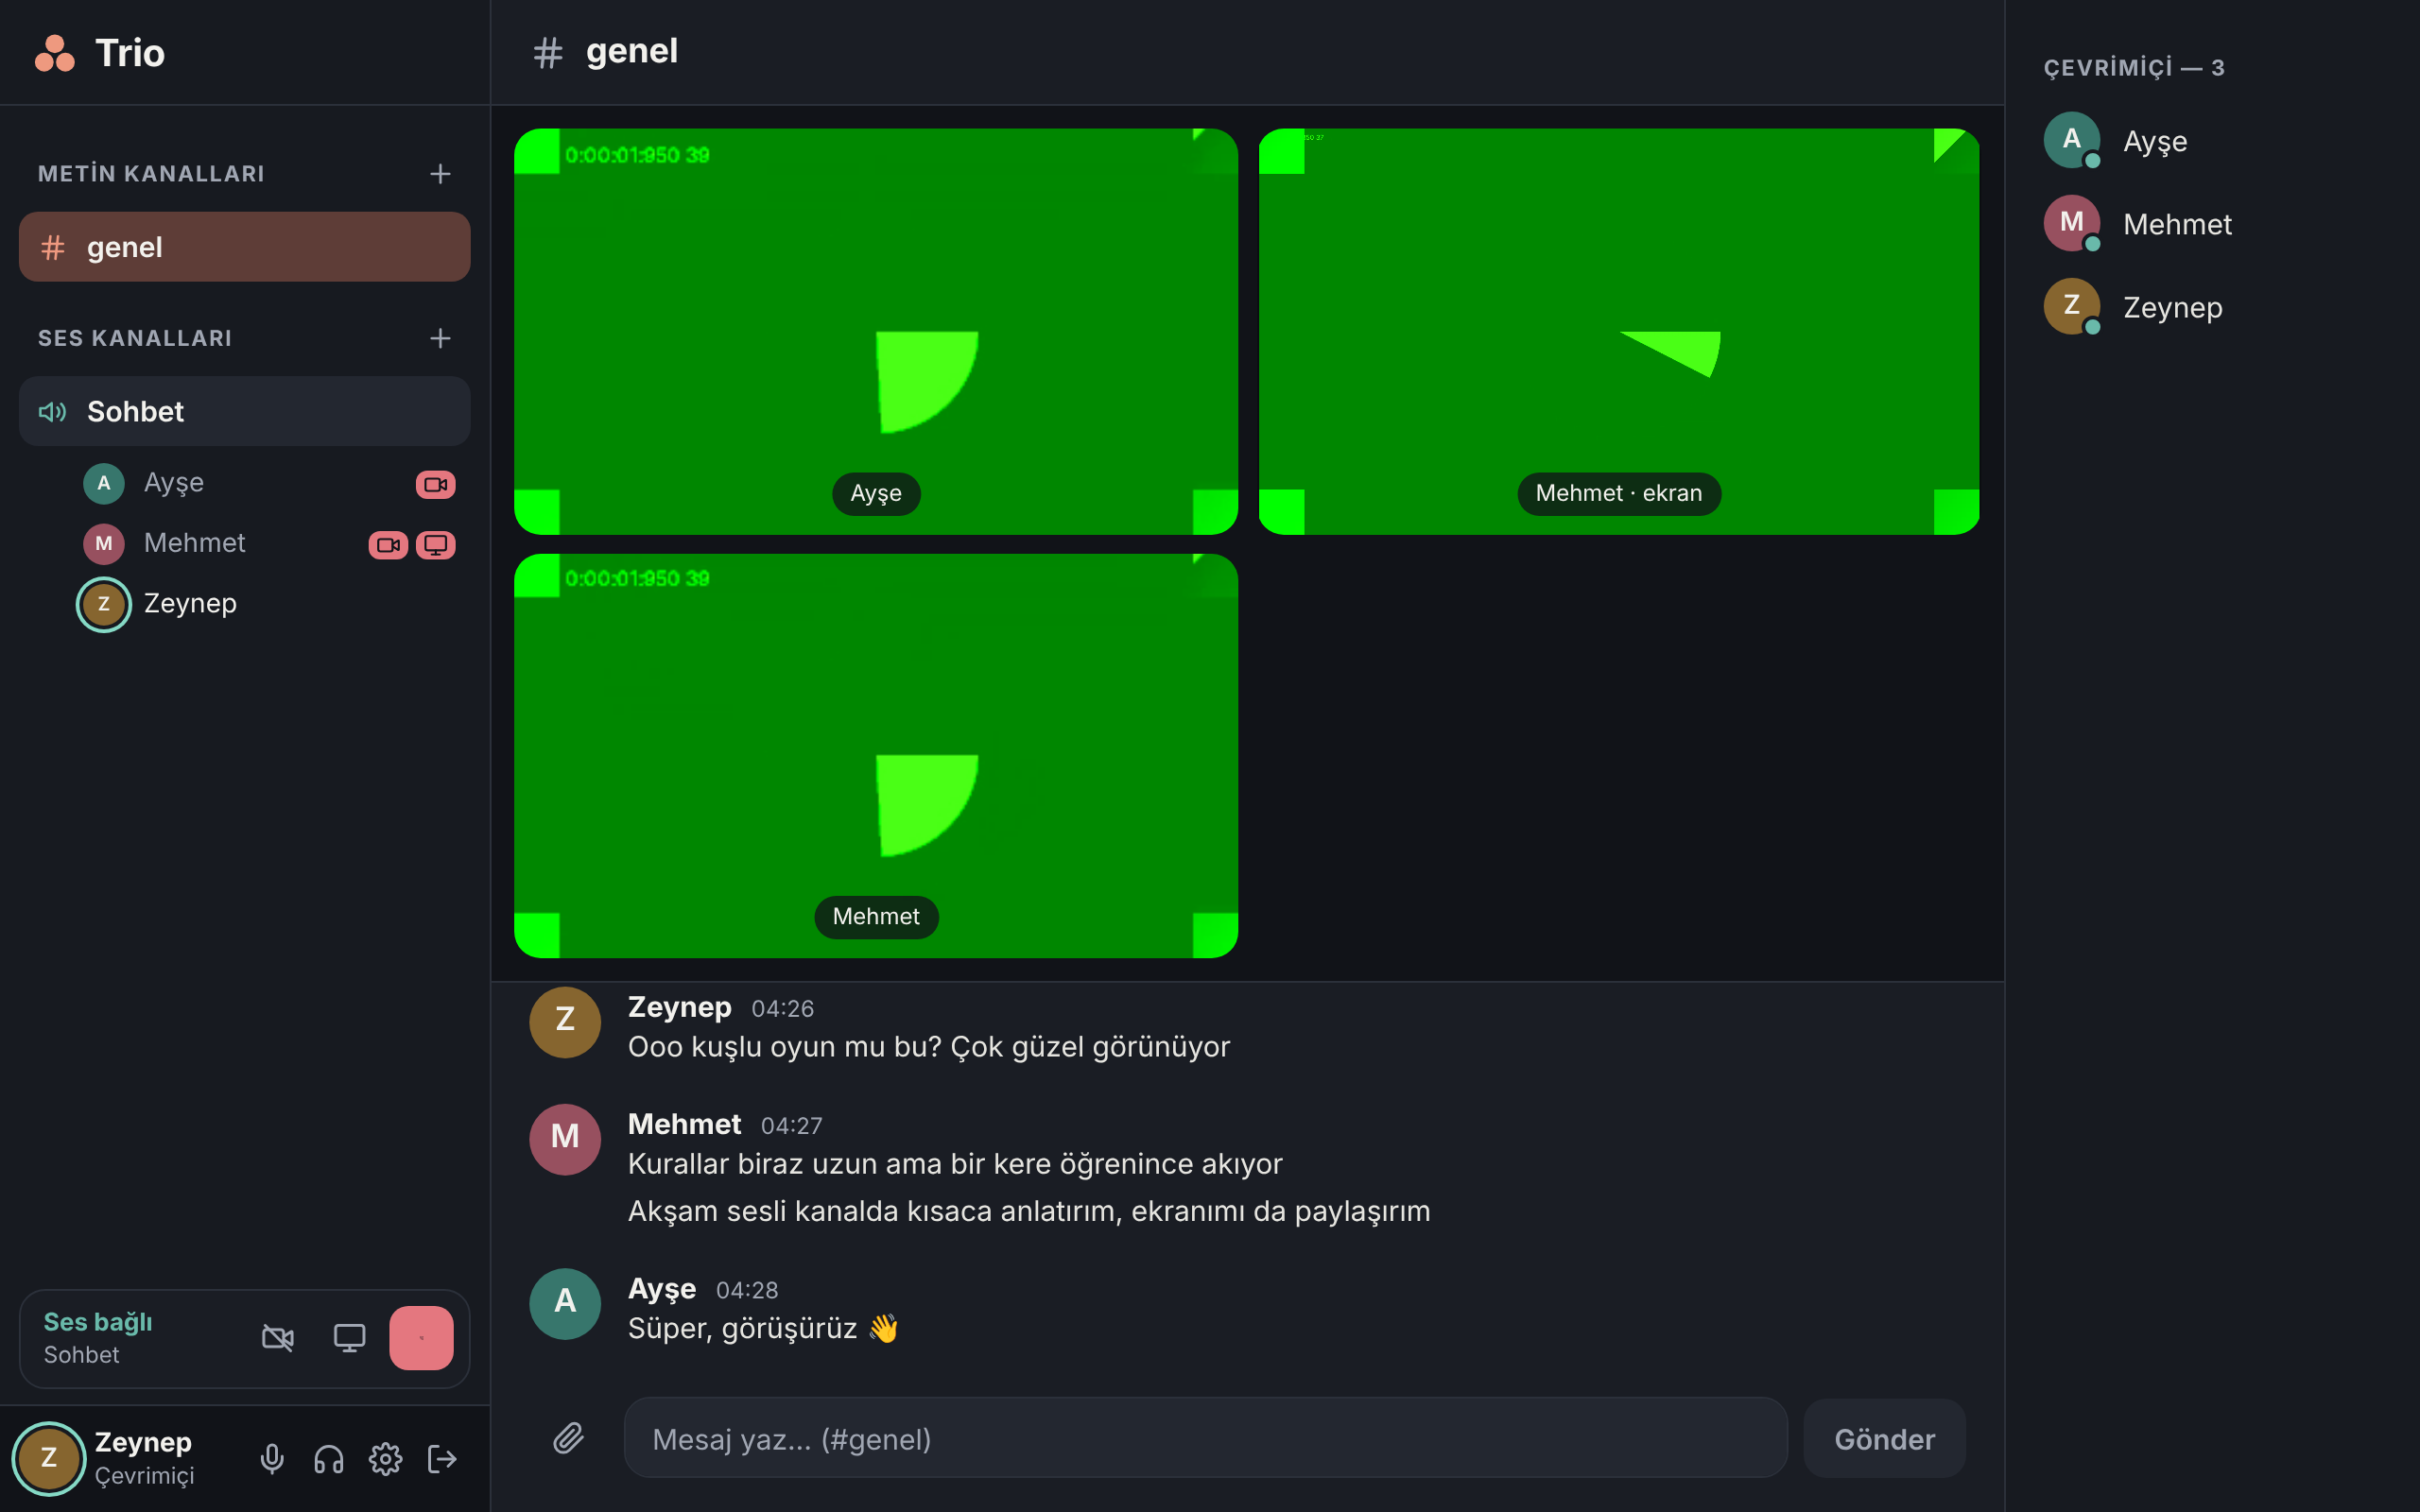 Trio
METİN KANALLARI
genel
SES KANALLARI
Sohbet
A Ayşe
M Mehmet
Z Zeynep
Ses bağlı
Sohbet
Z Zeynep
Çevrimiçi
# genel
0:00:01:950 39
Ayşe
Mehmet · ekran
0:00:01:950 39
Mehmet
Z Zeynep 04:26
Ooo kuşlu oyun mu bu? Çok güzel görünüyor
M Mehmet 04:27
Kurallar biraz uzun ama bir kere öğrenince akıyor
Akşam sesli kanalda kısaca anlatırım, ekranımı da paylaşırım
A Ayşe 04:28
Süper, görüşürüz 👋
Mesaj yaz... (#genel)
Gönder
ÇEVRİMİÇİ — 3
A Ayşe
M Mehmet
Z Zeynep